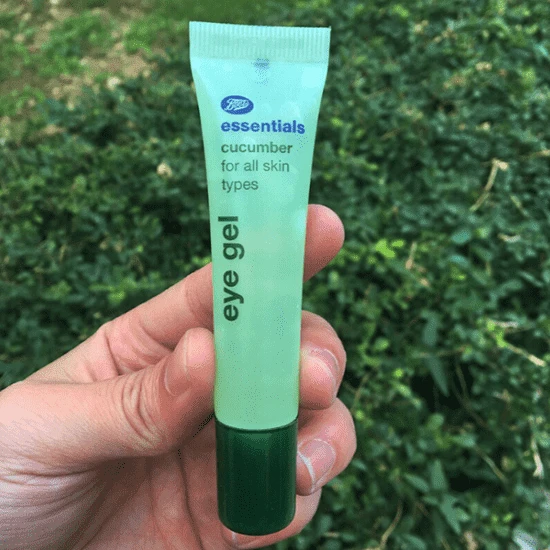 Boots
essentials
cucumber
for all skin
types
eye gel